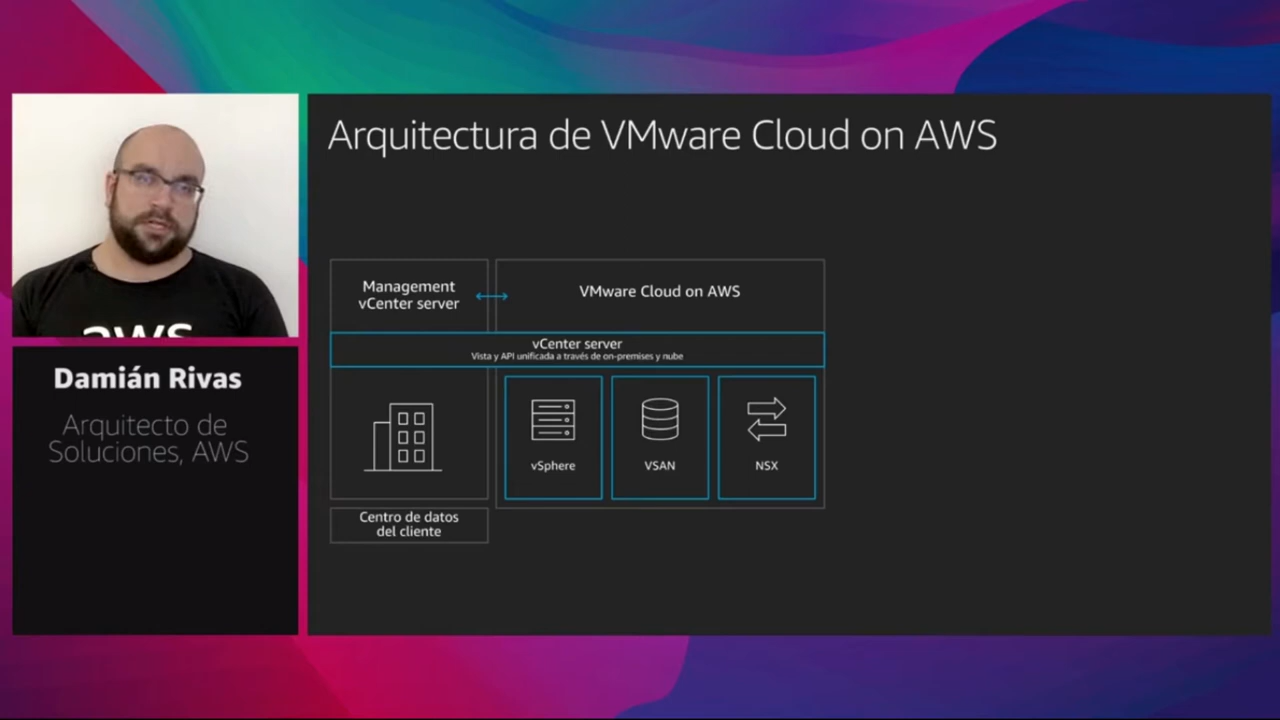 Arquitectura de VMware Cloud on AWS
Management
vCenter server
VMware Cloud on AWS
vCenter server
Vista y API unificada a través de on-premises y nube
vSphere
VSAN
NSX
Centro de datos
del cliente
aws
Damián Rivas
Arquitecto de
Soluciones, AWS